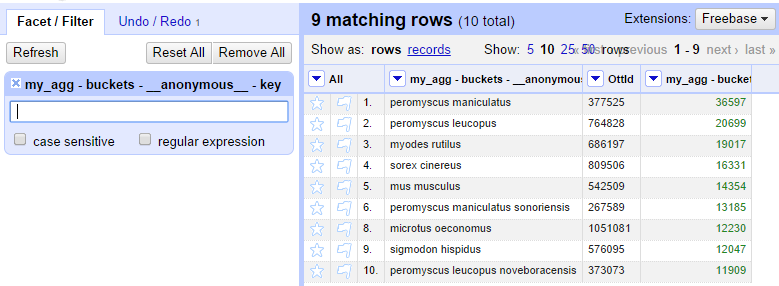 Facet / Filter Undo / Redo 1
Refresh Reset All Remove All
my_agg - buckets - __anonymous__ - key
case sensitive regular expression
9 matching rows (10 total) Extensions: Freebase
Show as: rows records Show: 5 10 25 50 rows « first ‹ previous 1 - 9 next › last »
All my_agg - buckets - __anonymous OttId my_agg - bucket
1. peromyscus maniculatus 377525 36597
2. peromyscus leucopus 764828 20699
3. myodes rutilus 686197 19017
4. sorex cinereus 809506 16331
5. mus musculus 542509 14354
6. peromyscus maniculatus sonoriensis 267589 13185
8. microtus oeconomus 1051081 12230
9. sigmodon hispidus 576095 12047
10. peromyscus leucopus noveboracensis 373073 11909